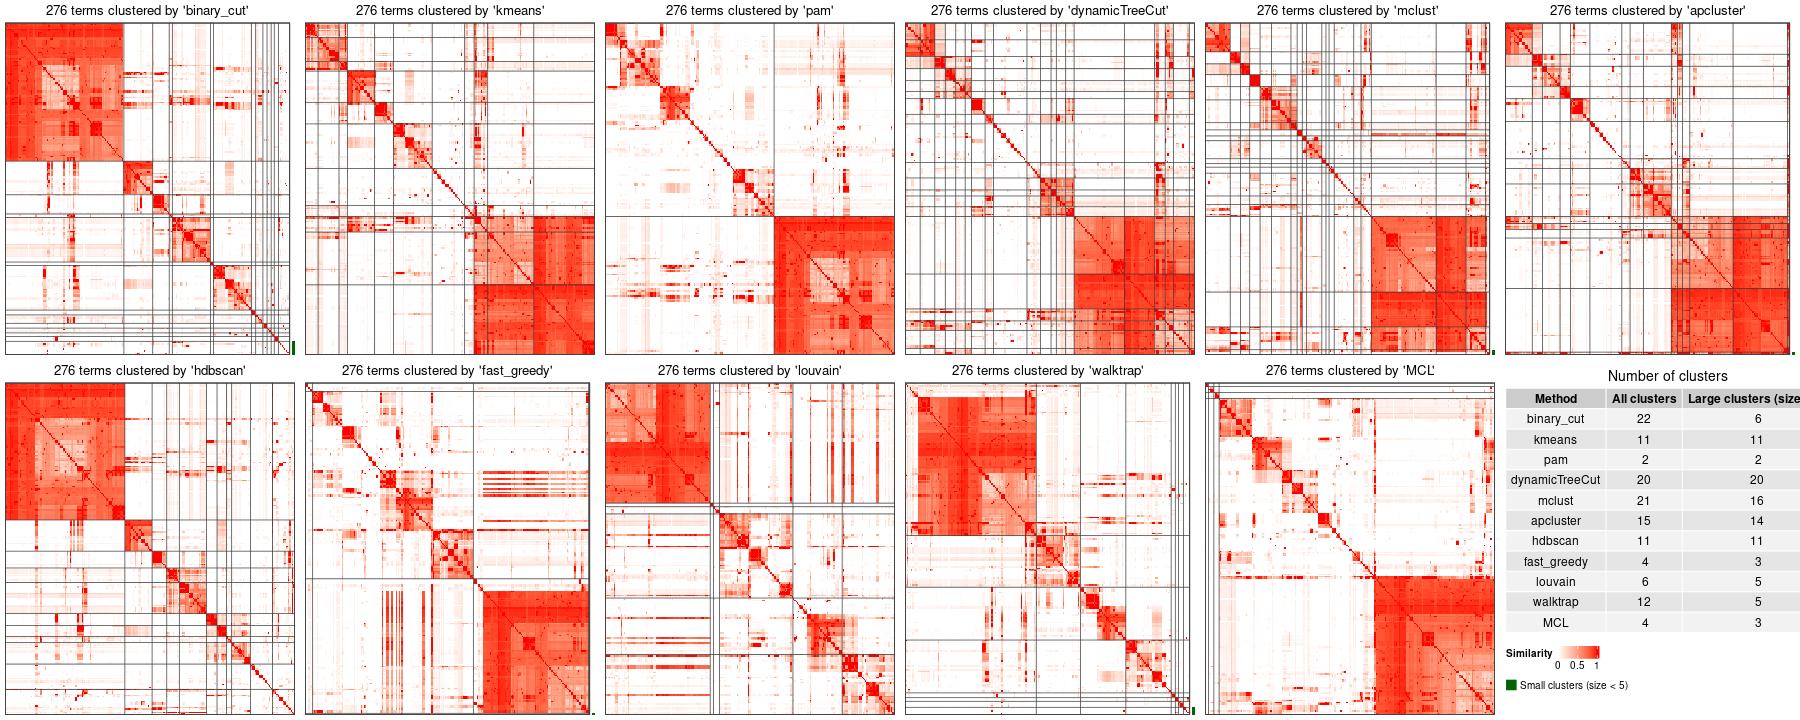 276 terms clustered by 'binary_cut'
276 terms clustered by 'kmeans'
276 terms clustered by 'pam'
276 terms clustered by 'dynamicTreeCut'
276 terms clustered by 'mclust'
276 terms clustered by 'apcluster'
276 terms clustered by 'hdbscan'
276 terms clustered by 'fast_greedy'
276 terms clustered by 'louvain'
276 terms clustered by 'walktrap'
276 terms clustered by 'MCL'
Number of clusters
Method All clusters Large clusters (size
binary_cut 22 6
kmeans 11 11
pam 2 2
dynamicTreeCut 20 20
mclust 21 16
apcluster 15 14
hdbscan 11 11
fast_greedy 4 3
louvain 6 5
walktrap 12 5
MCL 4 3
Similarity
0 0.5 1
Small clusters (size < 5)